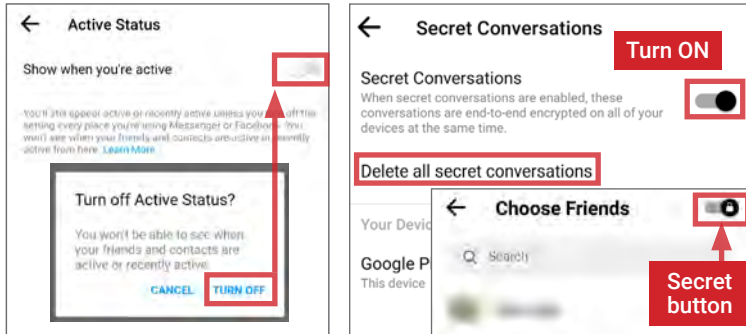 Active Status
Show when you're active
You'll still appear active or recently active unless you off this
setting every place you're using Messenger or Facebook. You
won't see when your friends and contacts are active or recently
active from here. Learn More
Turn off Active Status?
You won't be able to see when
your friends and contacts are
active or recently active.
CANCEL TURN OFF
Secret Conversations
Turn ON
Secret Conversations
When secret conversations are enabled, these
conversations are end-to-end encrypted on all of your
devices at the same time.
Delete all secret conversations
Your Devic
Google P
This device
Choose Friends
Search
Secret
button